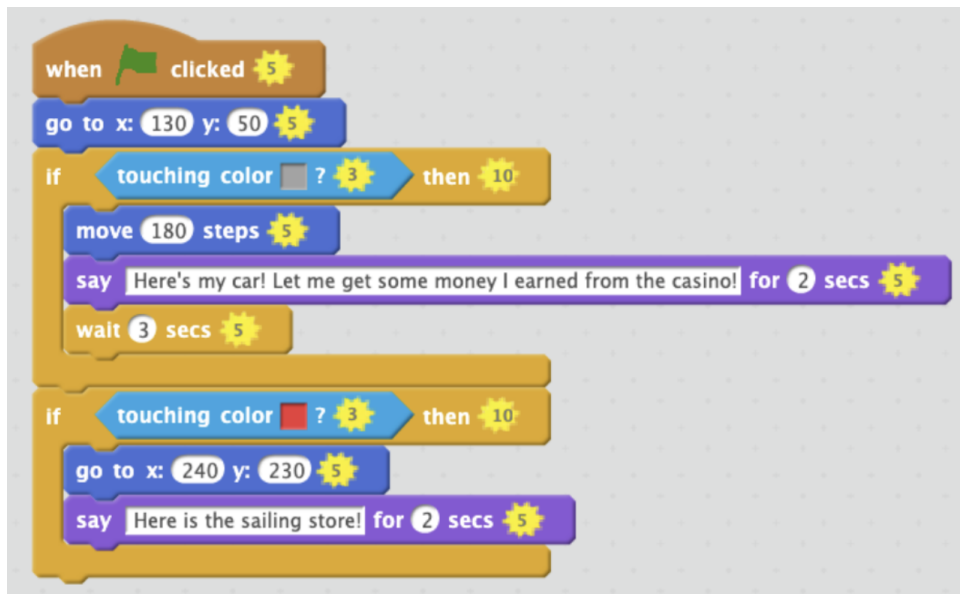 when clicked 5
go to x: 130 y: 50 5
if touching color ? 3 then 10
move 180 steps 5
say Here's my car! Let me get some money I earned from the casino! for 2 secs 5
wait 3 secs 5
if touching color ? 3 then 10
go to x: 240 y: 230 5
say Here is the sailing store! for 2 secs 5